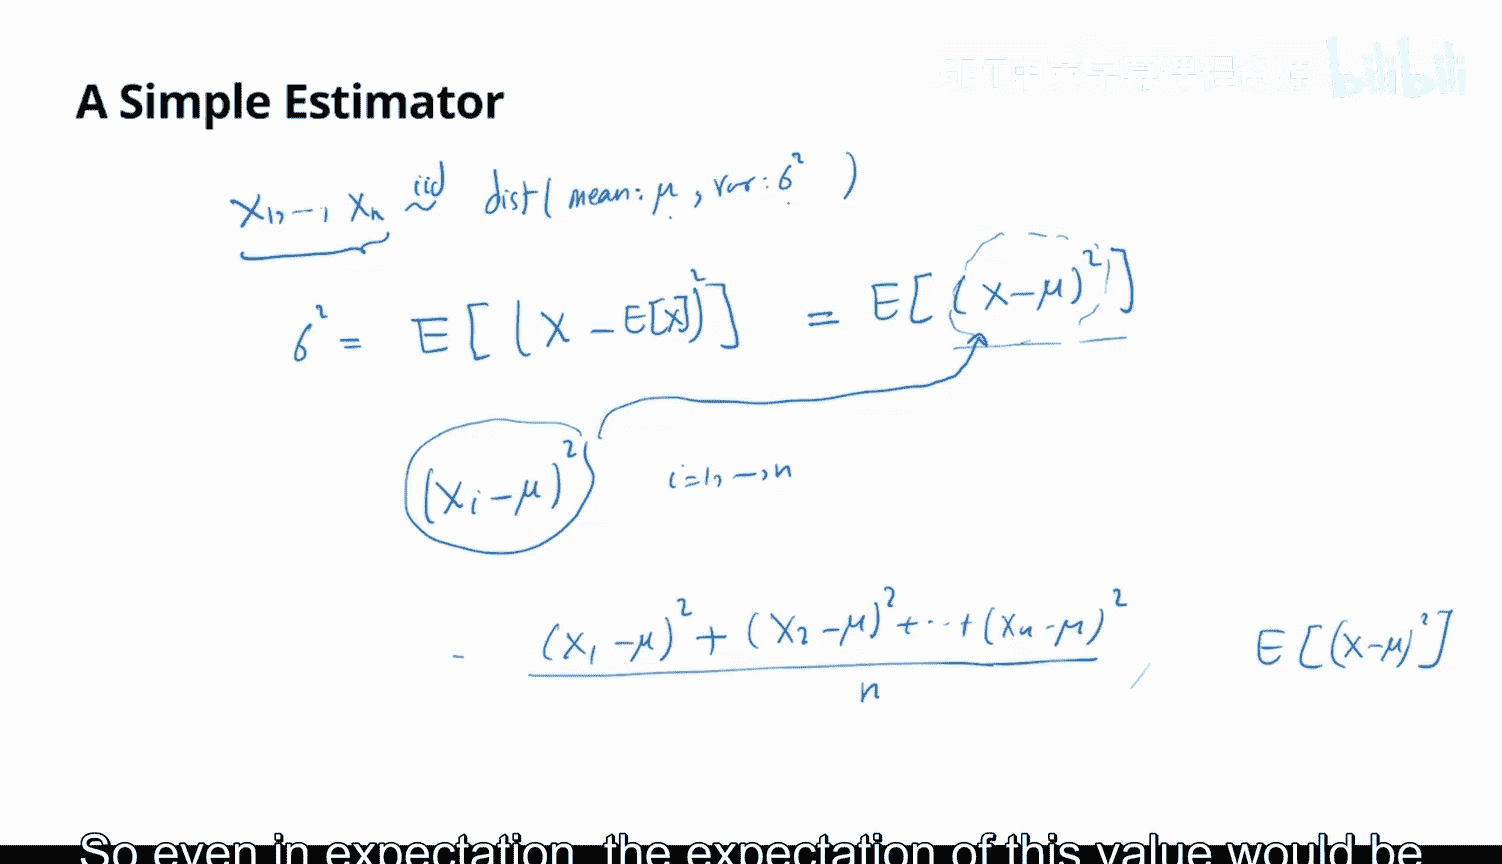 bilibili
A Simple Estimator
X₁, -, Xₙ iid ~ dist( mean: μ, var: σ² )
σ² = E[(X - E[X])²] = E[(X-μ)²]
(Xᵢ-μ)² i=1, -, n
- (X₁-μ)² + (X₂-μ)² + ... + (Xₙ-μ)² / n , E[(X-μ)²]
So even in expectation, the expectation of this value would be